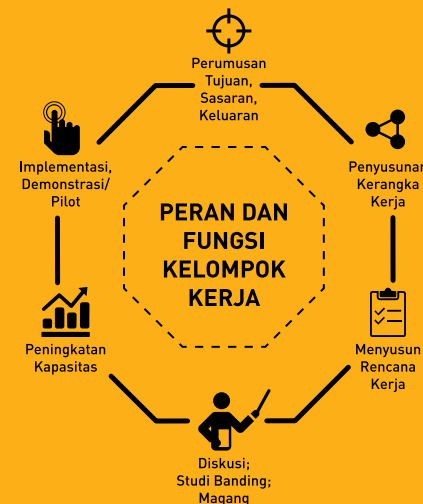 Perumusan
Tujuan,
Sasaran,
Keluaran
Penyusunan
Kerangka
Kerja
Menyusun
Rencana
Kerja
Diskusi;
Studi Banding;
Magang
Peningkatan
Kapasitas
Implementasi,
Demonstrasi/
Pilot
PERAN DAN
FUNGSI
KELOMPOK
KERJA